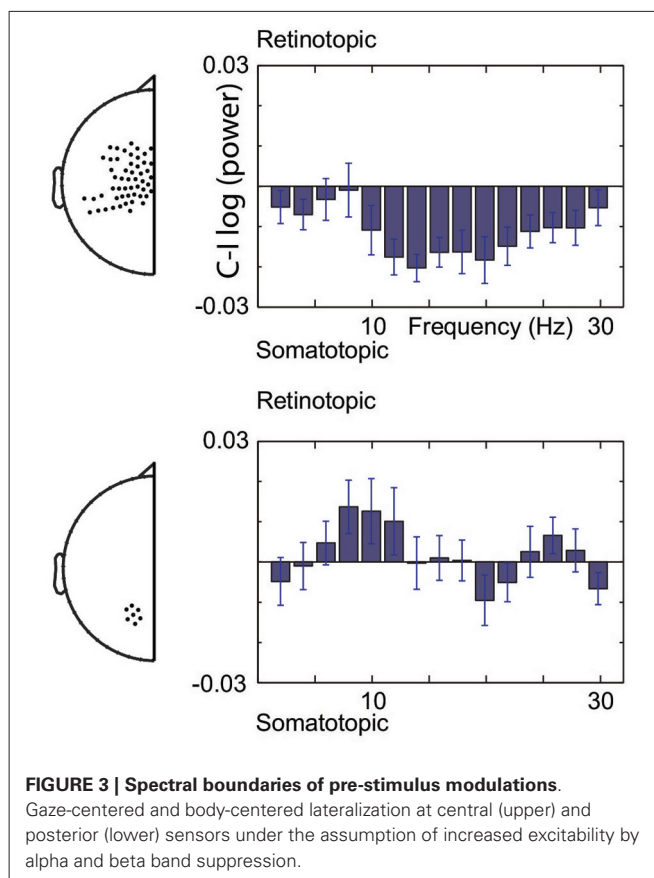 Retinotopic
0.03
C-I log (power)
-0.03
10 Frequency (Hz) 30
Somatotopic
Retinotopic
0.03
-0.03
10 30
Somatotopic
FIGURE 3 | Spectral boundaries of pre-stimulus modulations.
Gaze-centered and body-centered lateralization at central (upper) and
posterior (lower) sensors under the assumption of increased excitability by
alpha and beta band suppression.